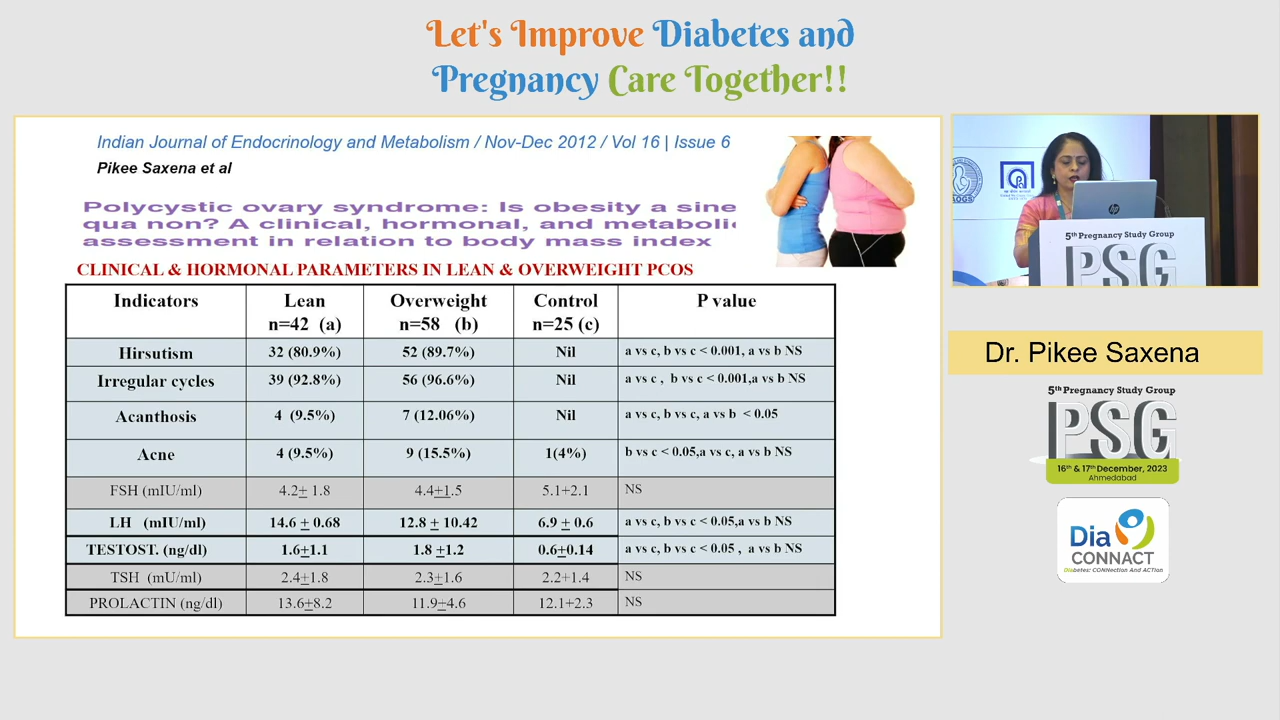 Let's Improve Diabetes and
Pregnancy Care Together!!
Indian Journal of Endocrinology and Metabolism / Nov-Dec 2012 / Vol 16 | Issue 6
Pikee Saxena et al
Polycystic ovary syndrome: Is obesity a sine
qua non? A clinical, hormonal, and metabolic
assessment in relation to body mass index
CLINICAL & HORMONAL PARAMETERS IN LEAN & OVERWEIGHT PCOS
Indicators Lean n=42 (a) Overweight n=58 (b) Control n=25 (c) P value
Hirsutism 32 (80.9%) 52 (89.7%) Nil a vs c, b vs c < 0.001, a vs b NS
Irregular cycles 39 (92.8%) 56 (96.6%) Nil a vs c , b vs c < 0.001,a vs b NS
Acanthosis 4 (9.5%) 7 (12.06%) Nil a vs c, b vs c, a vs b < 0.05
Acne 4 (9.5%) 9 (15.5%) 1(4%) b vs c < 0.05,a vs c, a vs b NS
FSH (mIU/ml) 4.2± 1.8 4.4±1.5 5.1+2.1 NS
LH (mIU/ml) 14.6 ± 0.68 12.8 ± 10.42 6.9 ± 0.6 a vs c, b vs c < 0.05,a vs b NS
TESTOST. (ng/dl) 1.6±1.1 1.8 ±1.2 0.6±0.14 a vs c, b vs c < 0.05 , a vs b NS
TSH (mU/ml) 2.4±1.8 2.3±1.6 2.2+1.4 NS
PROLACTIN (ng/dl) 13.6±8.2 11.9±4.6 12.1+2.3 NS
hp
5th Pregnancy Study Group
PSG
Dr. Pikee Saxena
5th Pregnancy Study Group
PSG
16th & 17th December, 2023
Ahmedabad
Dia
CONNACT
Diabetes: CONNection And ACTion